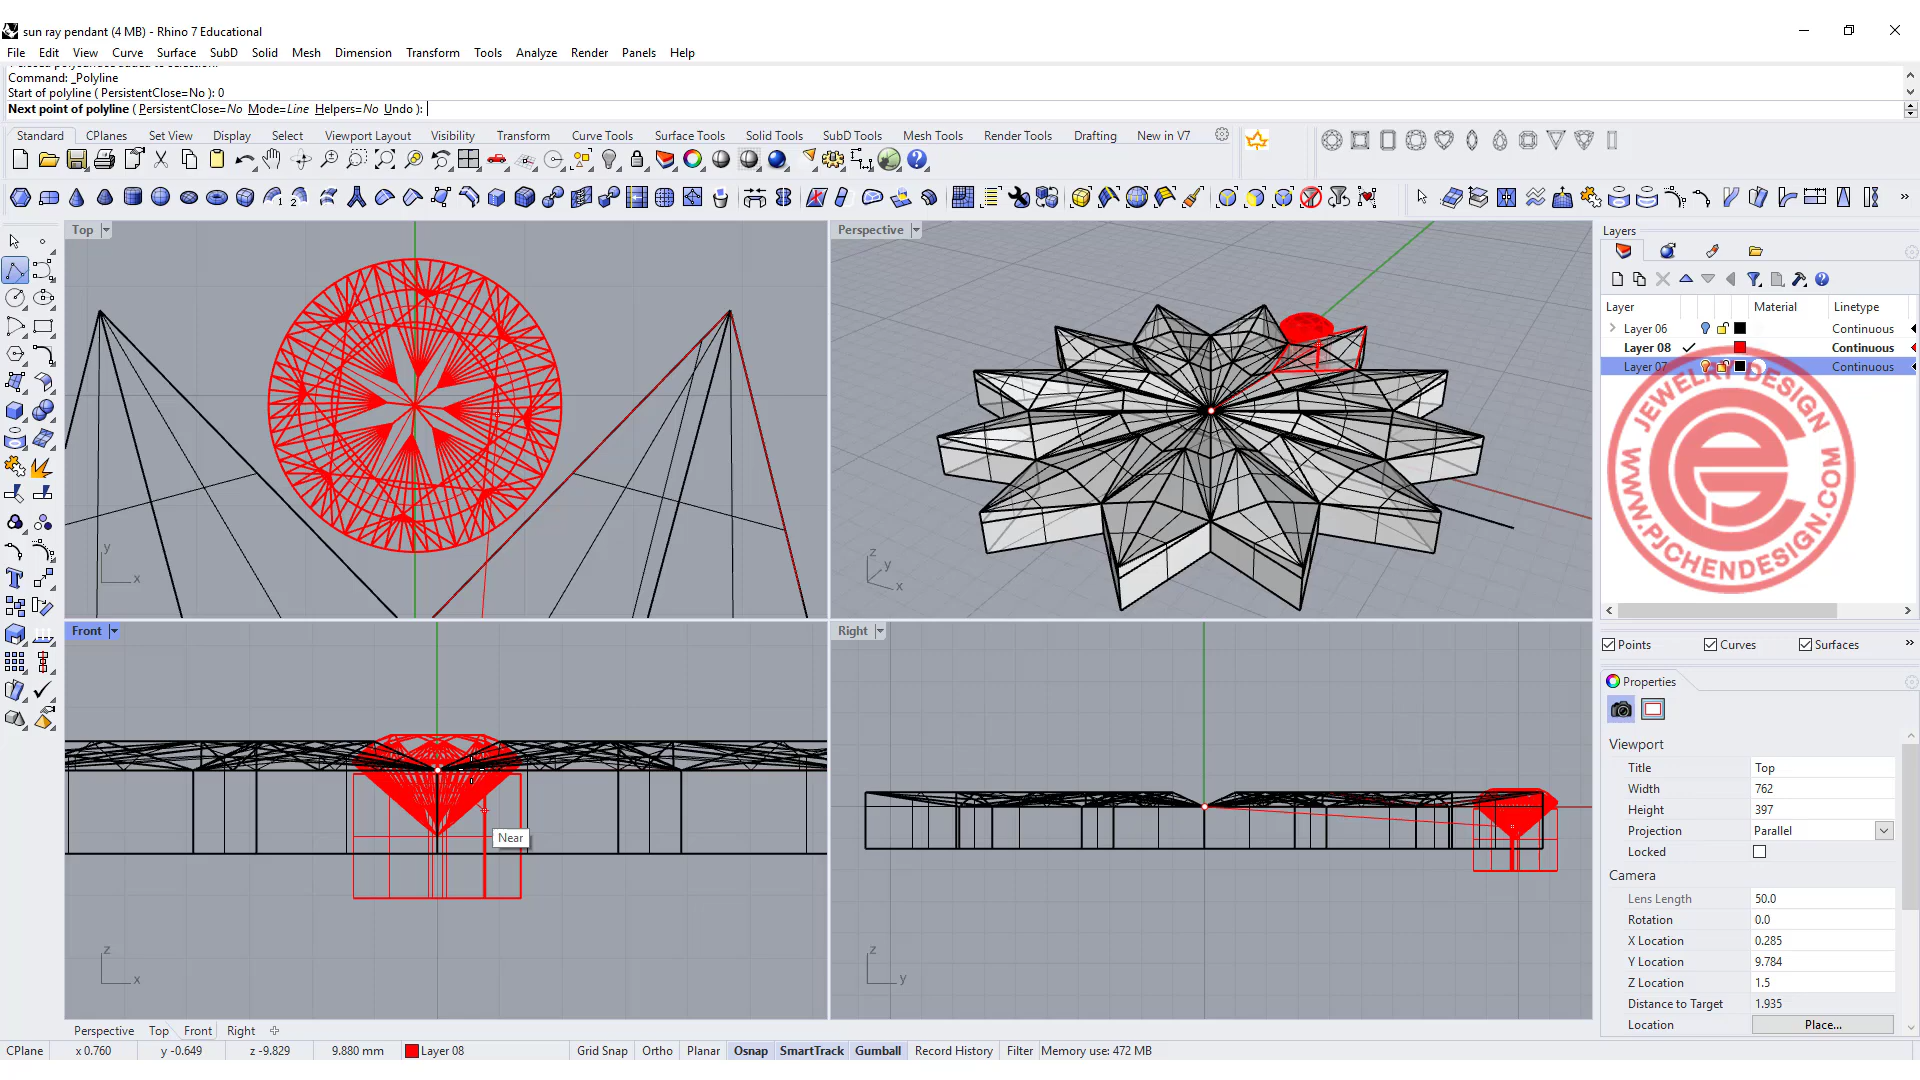 sun ray pendant (4 MB) - Rhino 7 Educational
File Edit View Curve Surface SubD Solid Mesh Dimension Transform Tools Analyze Render Panels Help
Command: _Polyline
Start of polyline ( PersistentClose=No ): 0
Next point of polyline ( PersistentClose=No Mode=Line Helpers=No Undo ):
Standard CPlanes Set View Display Select Viewport Layout Visibility Transform Curve Tools Surface Tools Solid Tools SubD Tools Mesh Tools Render Tools Drafting New in V7
Top
Perspective
Layers
Layer Material Linetype
Layer 06 Continuous
Layer 08 Continuous
Layer 07 Continuous
JEWELRY DESIGN
WWW.PJCHENDESIGN.COM
y
x
z
y
x
Front
Right
Points Curves Surfaces
Properties
Viewport
Title Top
Width 762
Height 397
Projection Parallel
Locked
Camera
Lens Length 50.0
Rotation 0.0
X Location 0.285
Y Location 9.784
Z Location 1.5
Distance to Target 1.935
Location Place...
Near
z
x
z
y
Perspective Top Front Right
CPlane x 0.760 y -0.649 z -9.829 9.880 mm Layer 08 Grid Snap Ortho Planar Osnap SmartTrack Gumball Record History Filter Memory use: 472 MB